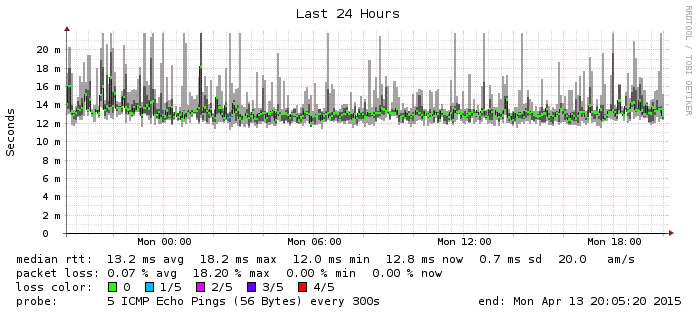 Last 24 Hours
RRDTOOL / TOBI OETIKER
Seconds
20 m
18 m
16 m
14 m
12 m
10 m
8 m
6 m
4 m
2 m
0
Mon 00:00 Mon 06:00 Mon 12:00 Mon 18:00
median rtt: 13.2 ms avg 18.2 ms max 12.0 ms min 12.8 ms now 0.7 ms sd 20.0 am/s
packet loss: 0.07 % avg 18.20 % max 0.00 % min 0.00 % now
loss color: 0 1/5 2/5 3/5 4/5
probe: 5 ICMP Echo Pings (56 Bytes) every 300s end: Mon Apr 13 20:05:20 2015